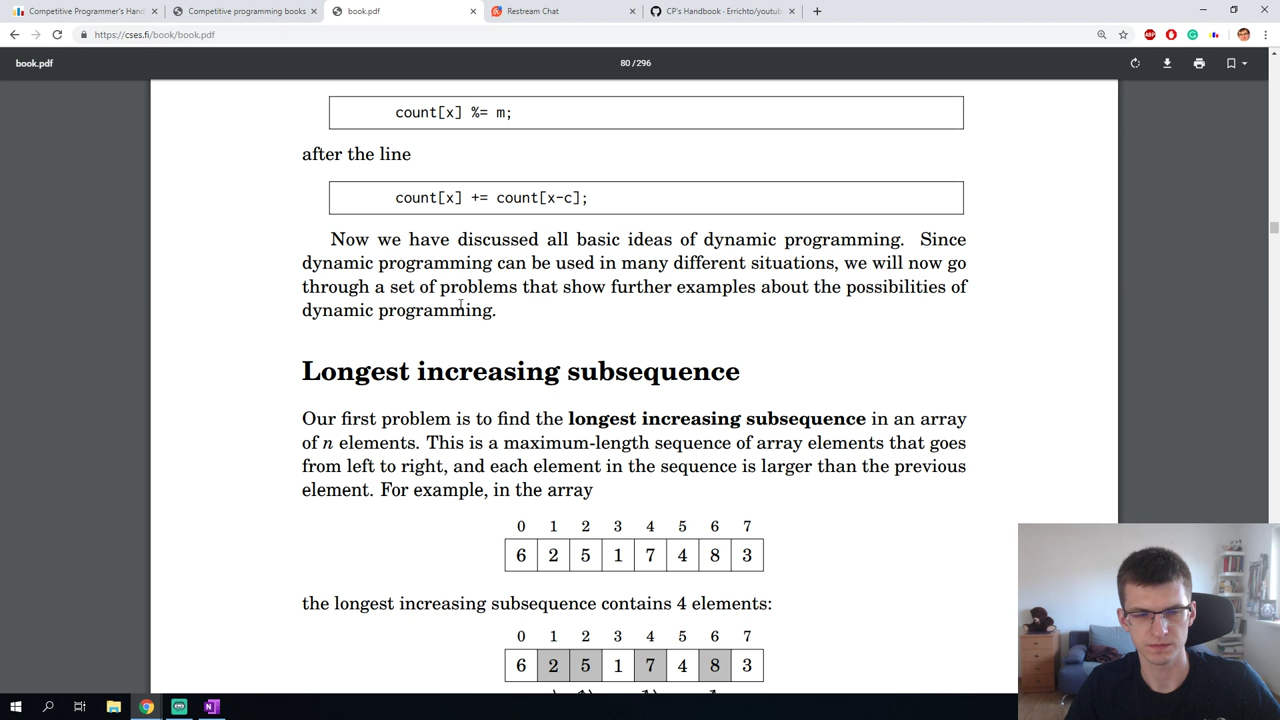 Competitive Programmer's Hand
Competitive programming books
book.pdf
Restream Chat
CP's Handbook · Errichto/youtub
https://cses.fi/book/book.pdf
book.pdf
80 / 296
count[x] %= m;
after the line
count[x] += count[x-c];
Now we have discussed all basic ideas of dynamic programming. Since
dynamic programming can be used in many different situations, we will now go
through a set of problems that show further examples about the possibilities of
dynamic programming.
Longest increasing subsequence
Our first problem is to find the longest increasing subsequence in an array
of n elements. This is a maximum-length sequence of array elements that goes
from left to right, and each element in the sequence is larger than the previous
element. For example, in the array
0 1 2 3 4 5 6 7
6 2 5 1 7 4 8 3
the longest increasing subsequence contains 4 elements:
0 1 2 3 4 5 6 7
6 2 5 1 7 4 8 3